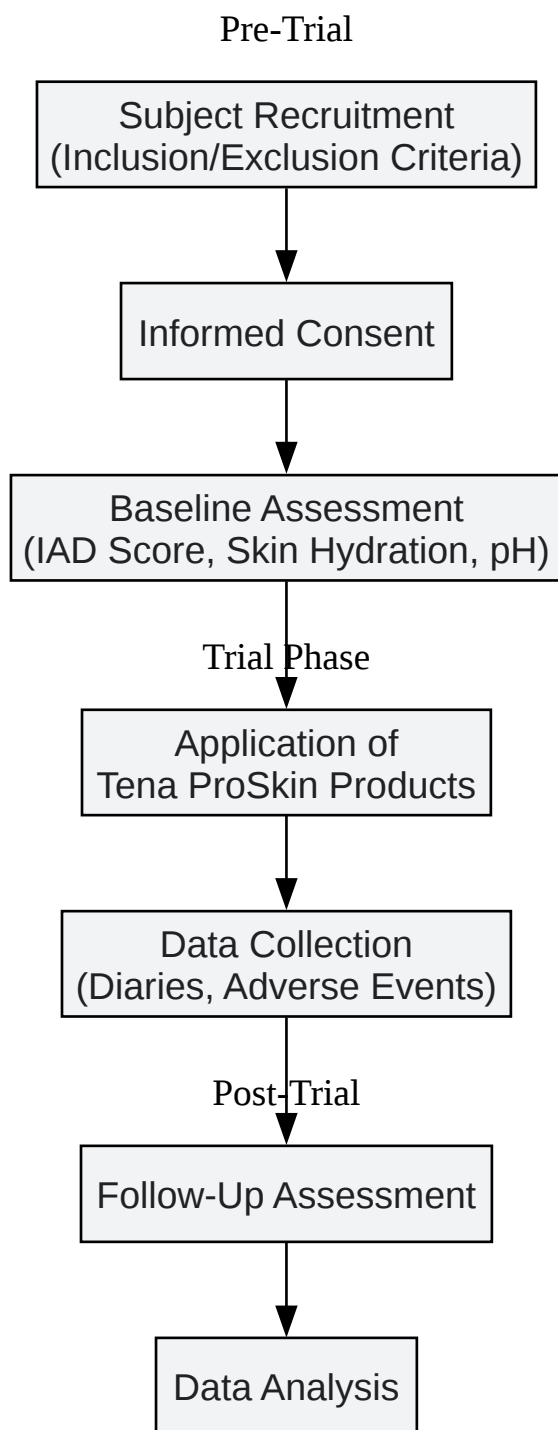 Pre-Trial
Subject Recruitment
(Inclusion/Exclusion Criteria)
Informed Consent
Baseline Assessment
(IAD Score, Skin Hydration, pH)
Trial Phase
Application of
Tena ProSkin Products
Data Collection
(Diaries, Adverse Events)
Post-Trial
Follow-Up Assessment
Data Analysis